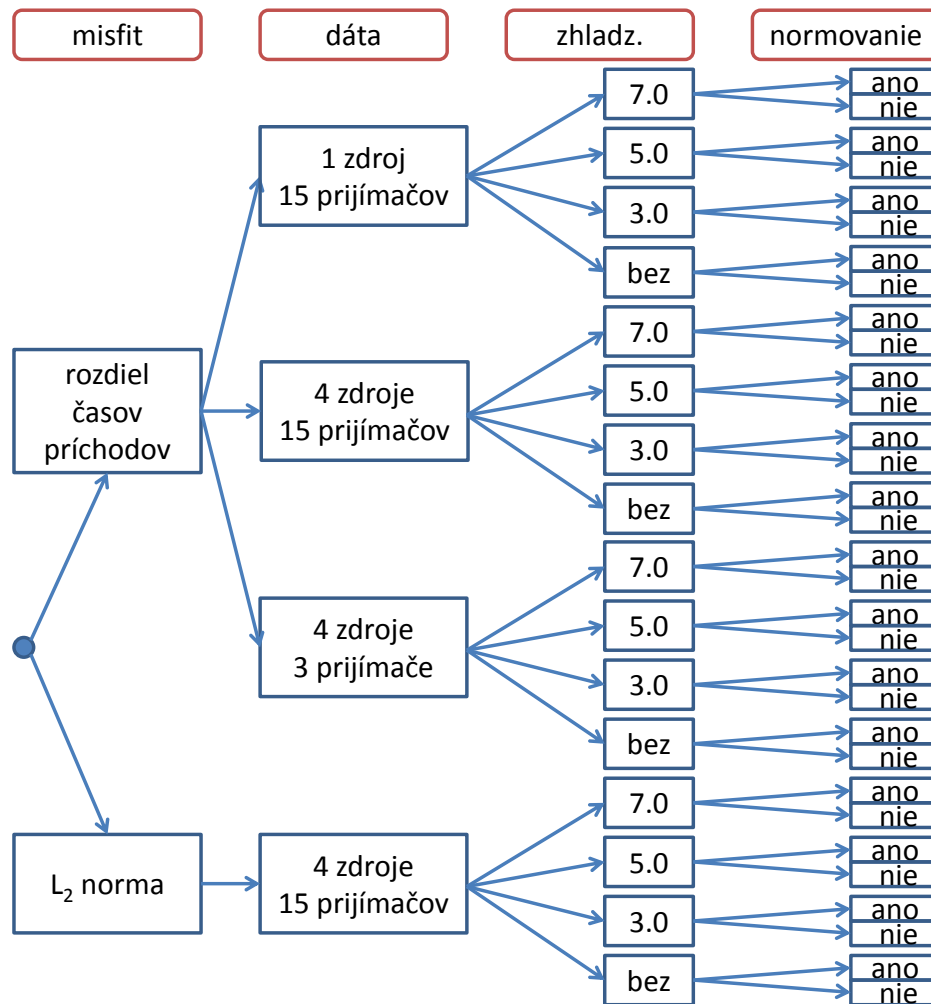 misfit
dáta
zhladz.
normovanie
rozdiel
časov
príchodov
L₂ norma
1 zdroj
15 prijímačov
4 zdroje
15 prijímačov
4 zdroje
3 prijímače
4 zdroje
15 prijímačov
7.0
ano
nie
5.0
ano
nie
3.0
ano
nie
bez
ano
nie
7.0
ano
nie
5.0
ano
nie
3.0
ano
nie
bez
ano
nie
7.0
ano
nie
5.0
ano
nie
3.0
ano
nie
bez
ano
nie
7.0
ano
nie
5.0
ano
nie
3.0
ano
nie
bez
ano
nie